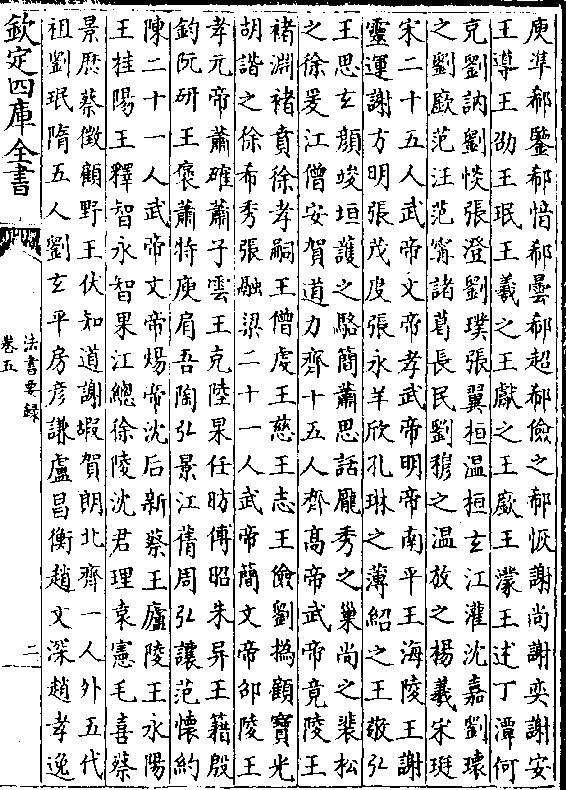 庾準郗鑒郗愔郗曇郗超郗儉之郗恢謝尚謝奕謝安
王導王劭王珉王羲之王獻之王廞王濛王述丁潭何
充劉訥劉惔張澄劉璞張翼桓温桓玄江灌沈嘉劉瓌
之劉廞范汪范甯諸葛長民劉穆之温放之楊羲宋珽
宋二十五人武帝文帝孝武帝明帝南平王海陵王謝
靈運謝方明張茂度張永羊欣孔琳之薄紹之王敬弘
王思玄顔竣垣護之駱簡蕭思話龎秀之巢尚之裴松
之徐爰江僧安賀道力齊十五人齊高帝武帝竟陵王
褚淵褚賁徐孝嗣王僧虔王慈王志王儉劉撝顧寶光
胡諧之徐希秀張融梁二十一人武帝簡文帝邵陵王
孝元帝蕭確蕭子雲王克陸杲任昉傅昭朱异王籍殷
鈞阮研王褒蕭特庾肩吾陶弘景江蒨周弘讓范懷約
陳二十一人武帝文帝煬帝沈后新蔡王廬陵王永陽
王桂陽王釋智永智果江總徐陵沈君理袁憲毛喜蔡
景歴蔡徴顧野王伏知道謝嘏賀朗北齊一人外五代
祖劉珉隋五人劉玄平房彦謙盧昌衡趙文深趙孝逸
欽定四庫全書
法書要録
卷五
二